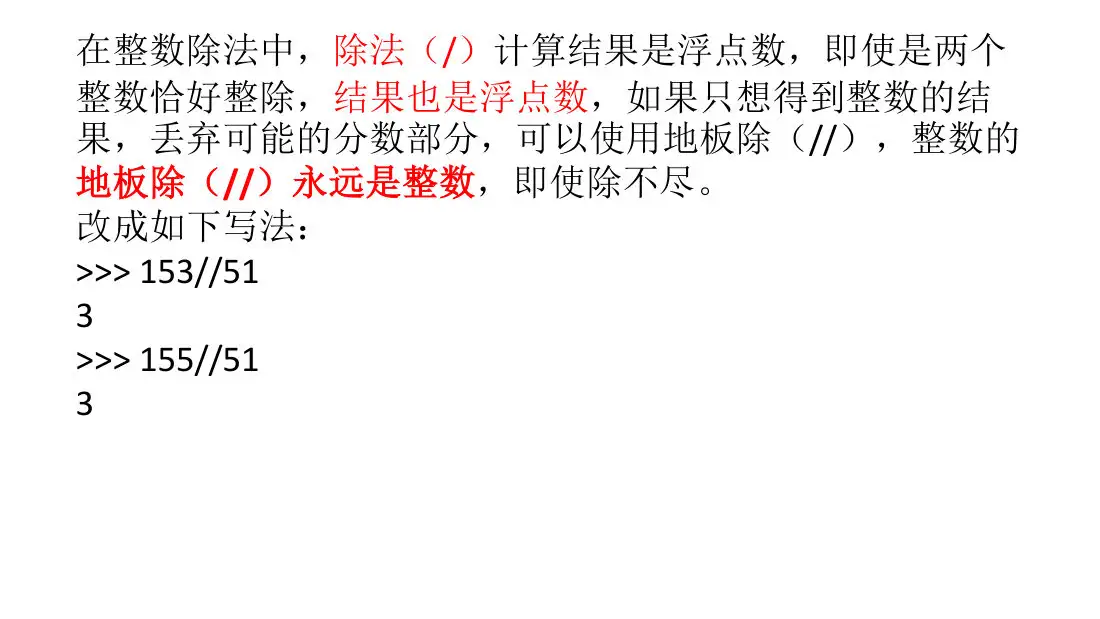 在整数除法中，除法（/）计算结果是浮点数，即使是两个
整数恰好整除，结果也是浮点数，如果只想得到整数的结
果，丢弃可能的分数部分，可以使用地板除（//），整数的
地板除（//）永远是整数，即使除不尽。
改成如下写法：
>>> 153//51
3
>>> 155//51
3